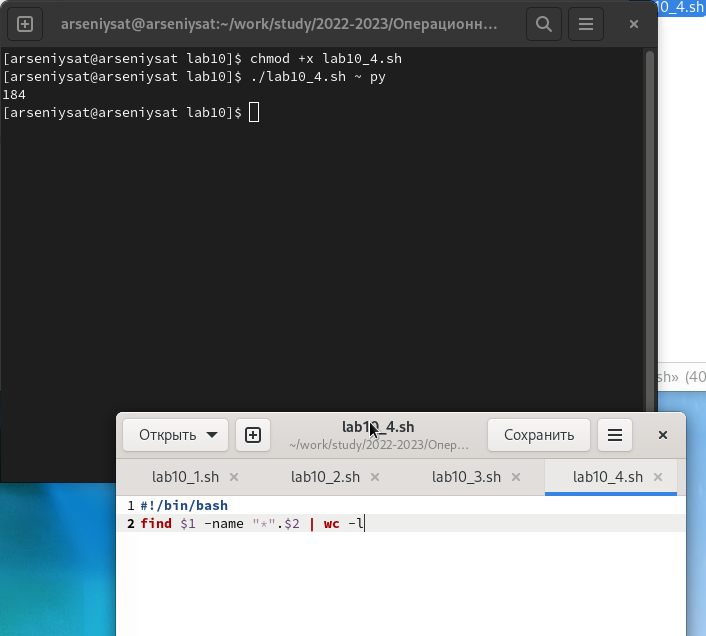 10_4.sh
arseniysat@arseniysat:~/work/study/2022-2023/Операционн...
[arseniysat@arseniysat lab10]$ chmod +x lab10_4.sh
[arseniysat@arseniysat lab10]$ ./lab10_4.sh ~ py
184
[arseniysat@arseniysat lab10]$
sh» (40
Открыть
lab10_4.sh
~/work/study/2022-2023/Опер...
Сохранить
lab10_1.sh
lab10_2.sh
lab10_3.sh
lab10_4.sh
1 #!/bin/bash
2 find $1 -name "*".$2 | wc -l